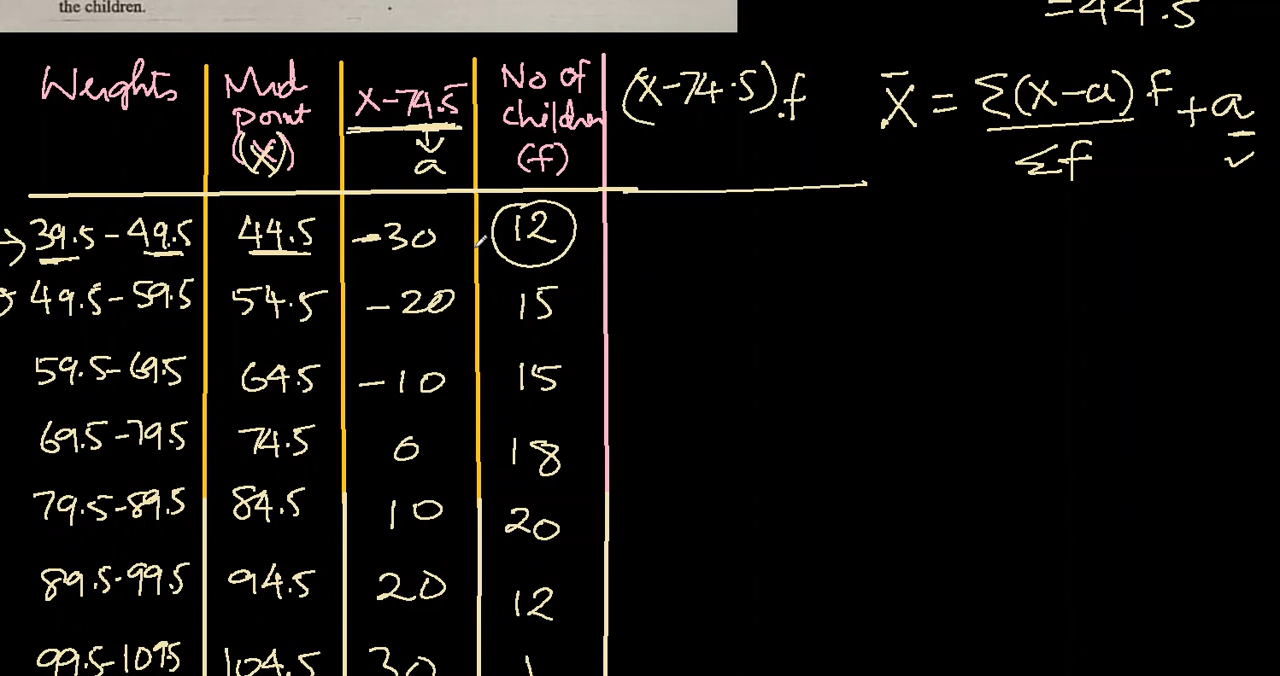 the children.
=44.5
Weights Mid point (X) X-74.5 a No of children (f) (X-74.5).f X̄ = Σ(X-a)f / Σf + a
39.5-49.5 44.5 -30 12
49.5-59.5 54.5 -20 15
59.5-69.5 64.5 -10 15
69.5-79.5 74.5 0 18
79.5-89.5 84.5 10 20
89.5-99.5 94.5 20 12
99.5-109.5 104.5 30